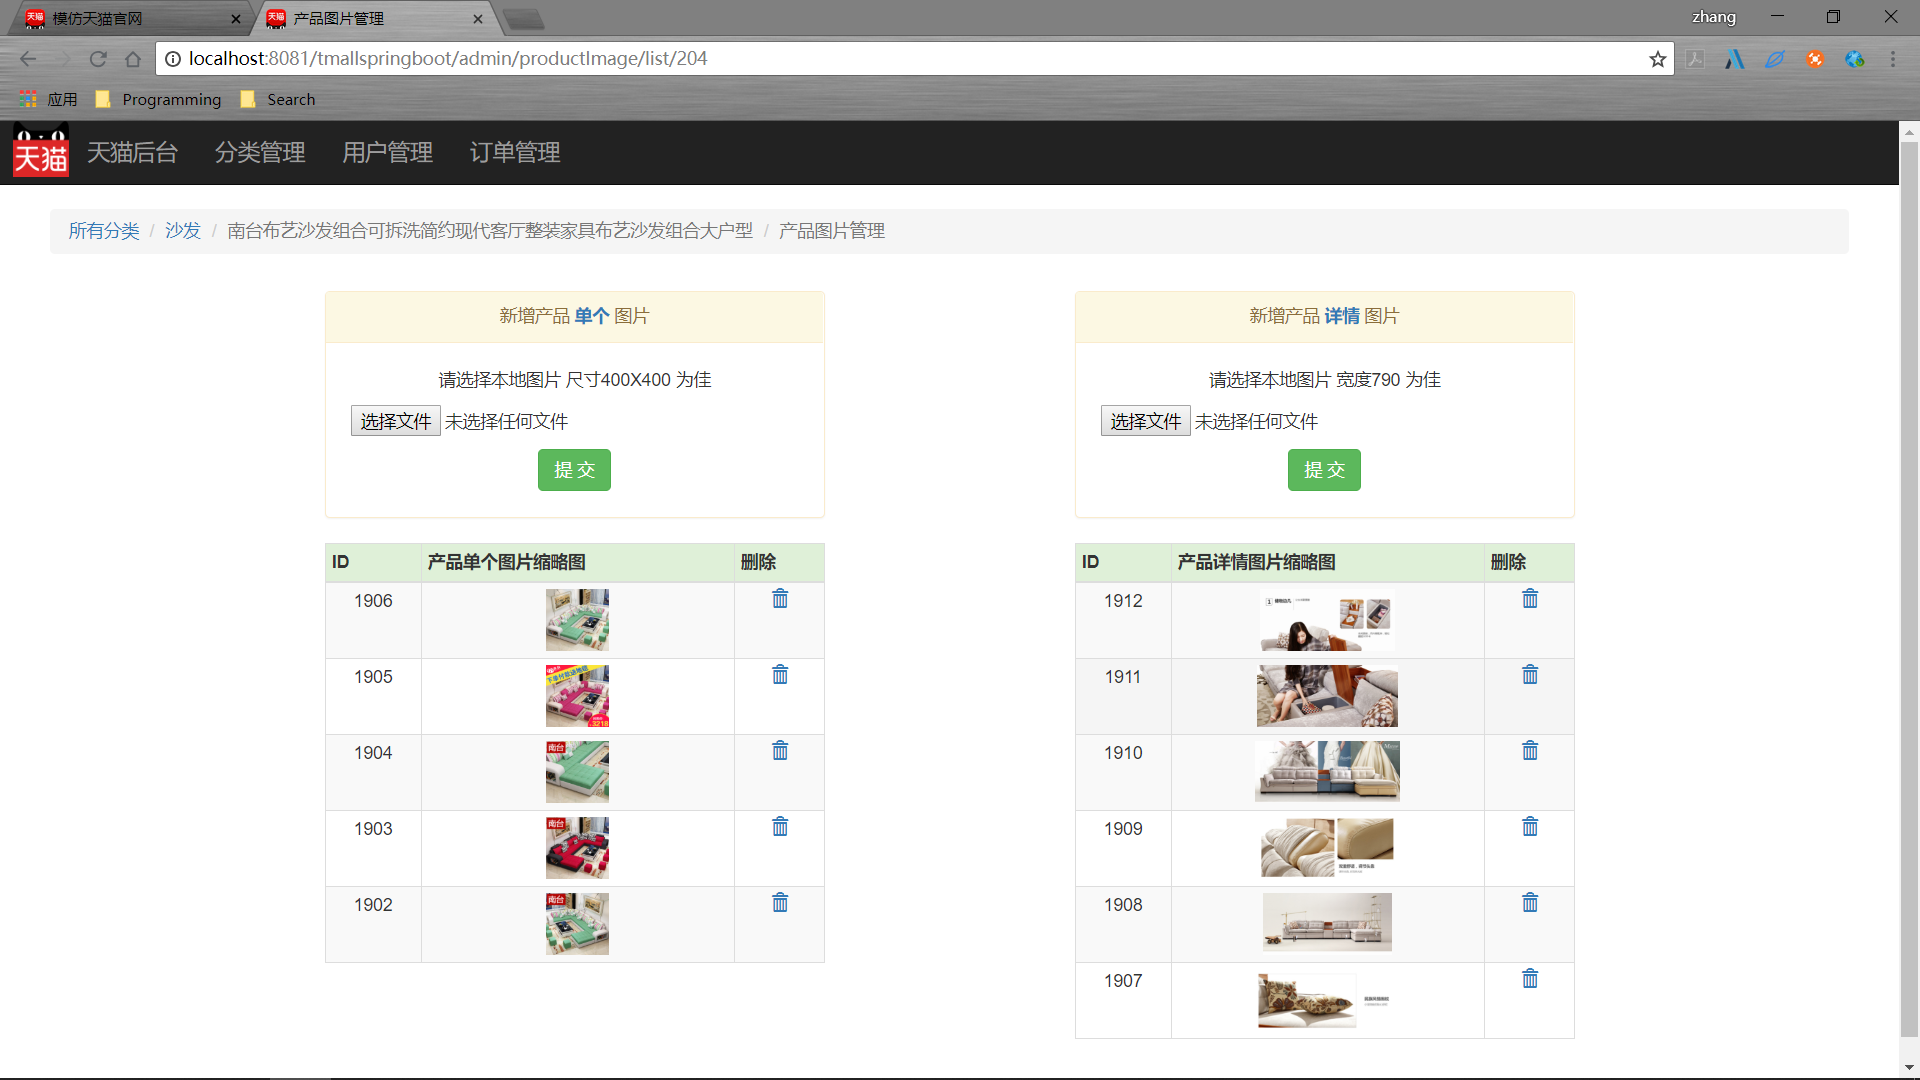 模仿天猫官网
产品图片管理
zhang
localhost:8081/tmallspringboot/admin/productImage/list/204
应用 Programming Search
天猫 天猫后台 分类管理 用户管理 订单管理
所有分类 / 沙发 / 南台布艺沙发组合可拆洗简约现代客厅整装家具布艺沙发组合大户型 / 产品图片管理
新增产品 单个 图片
请选择本地图片 尺寸400X400 为佳
选择文件 未选择任何文件
提 交
ID 产品单个图片缩略图 删除
1906
1905
1904
南台
1903
南台
1902
南台
新增产品 详情 图片
请选择本地图片 宽度790 为佳
选择文件 未选择任何文件
提 交
ID 产品详情图片缩略图 删除
1912
1911
1910
1909
1908
1907